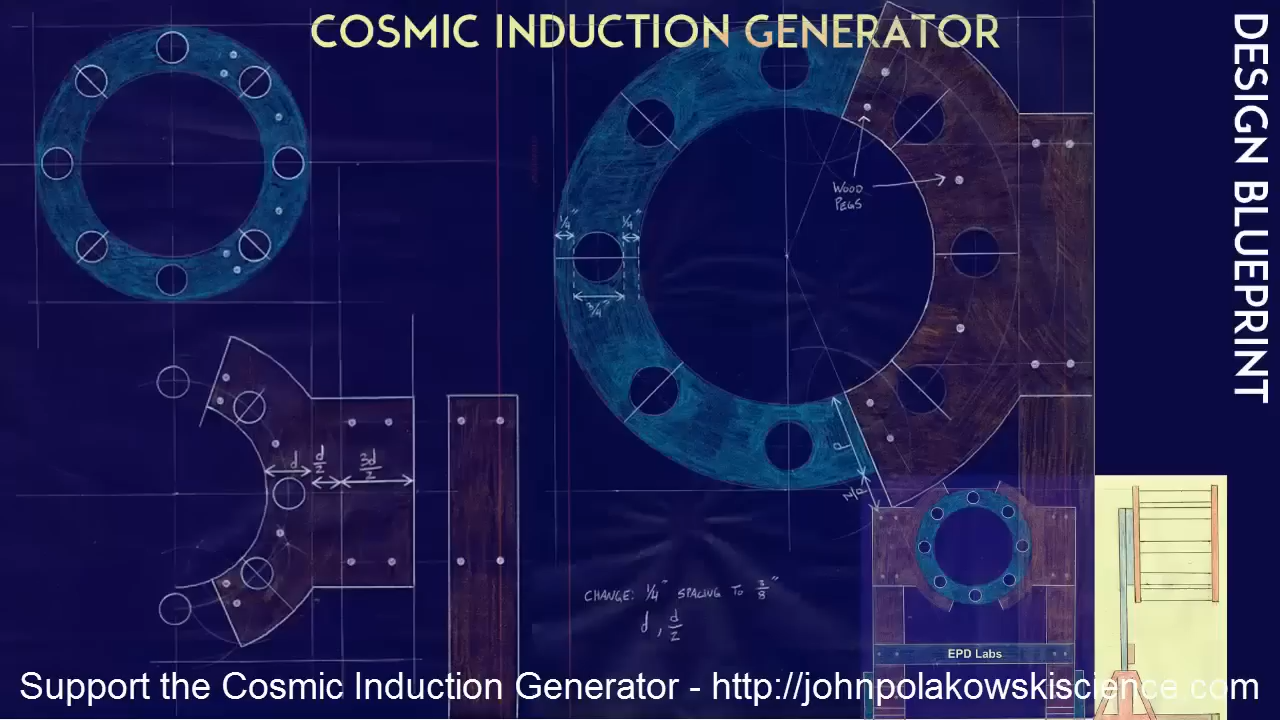 COSMIC INDUCTION GENERATOR
DESIGN BLUEPRINT
WOOD
PEGS
1/4" 1/4"
3/4"
d d/2 3d/2
d
d/2
CHANGE: 1/4" SPACING TO 3/8"
d, d/2
EPD Labs
Support the Cosmic Induction Generator - http://johnpolakowskiscience.com